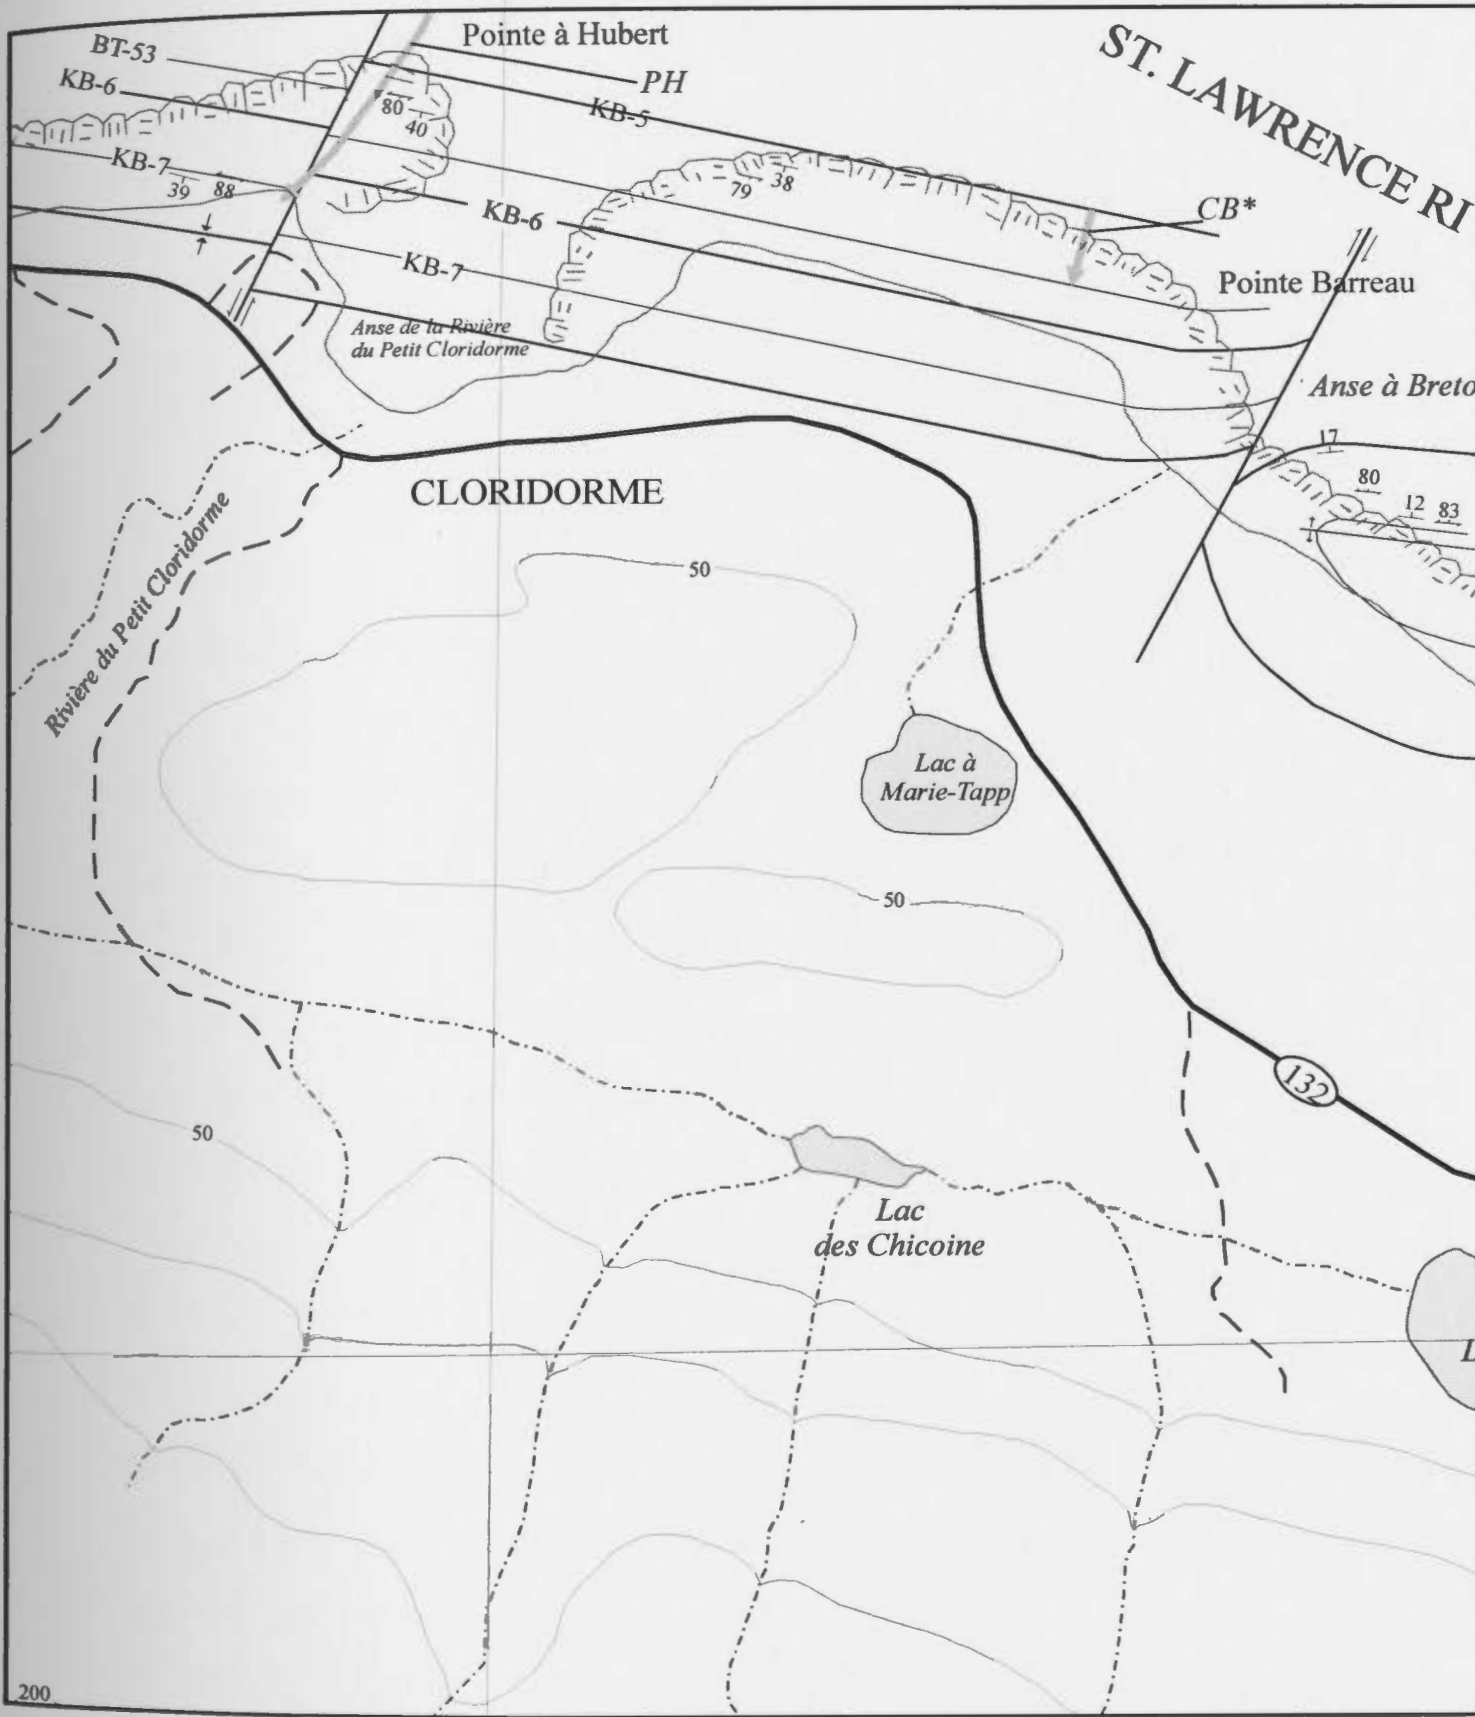 Pointe à Hubert
ST. LAWRENCE RI
BT-53
KB-6
PH
80
40
KB-5
KB-7
39
88
79
38
KB-6
CB*
KB-7
Pointe Barreau
Anse de la Rivière
du Petit Cloridorme
Anse à Breto
17
80
12
83
CLORIDORME
Rivière du Petit Cloridorme
50
Lac à
Marie-Tapp
50
132
50
Lac
des Chicoine
L
200